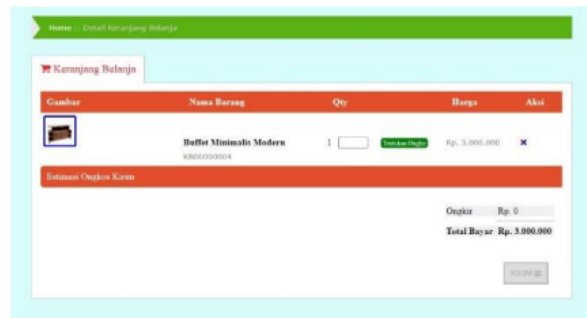 Home :: Detail Keranjang Belanja
Keranjang Belanja
Gambar Nama Barang Qty Harga Aksi
Buffet Minimalis Modern 1 Rp. 3.000.000
KB00000004
Estimasi Ongkos Kirim
Ongkir Rp. 0
Total Bayar Rp. 3.000.000